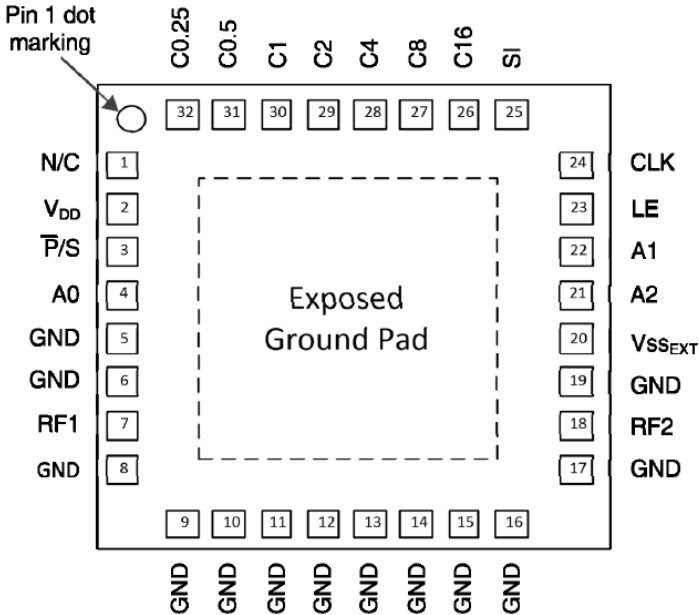 Pin 1 dot
marking
C0.25 C0.5 C1 C2 C4 C8 C16 SI
32 31 30 29 28 27 26 25
N/C 1 24 CLK
V_DD 2 23 LE
P̅/S 3 22 A1
A0 4 21 A2
Exposed
Ground Pad
GND 5 20 VSS_EXT
GND 6 19 GND
RF1 7 18 RF2
GND 8 17 GND
9 10 11 12 13 14 15 16
GND GND GND GND GND GND GND GND